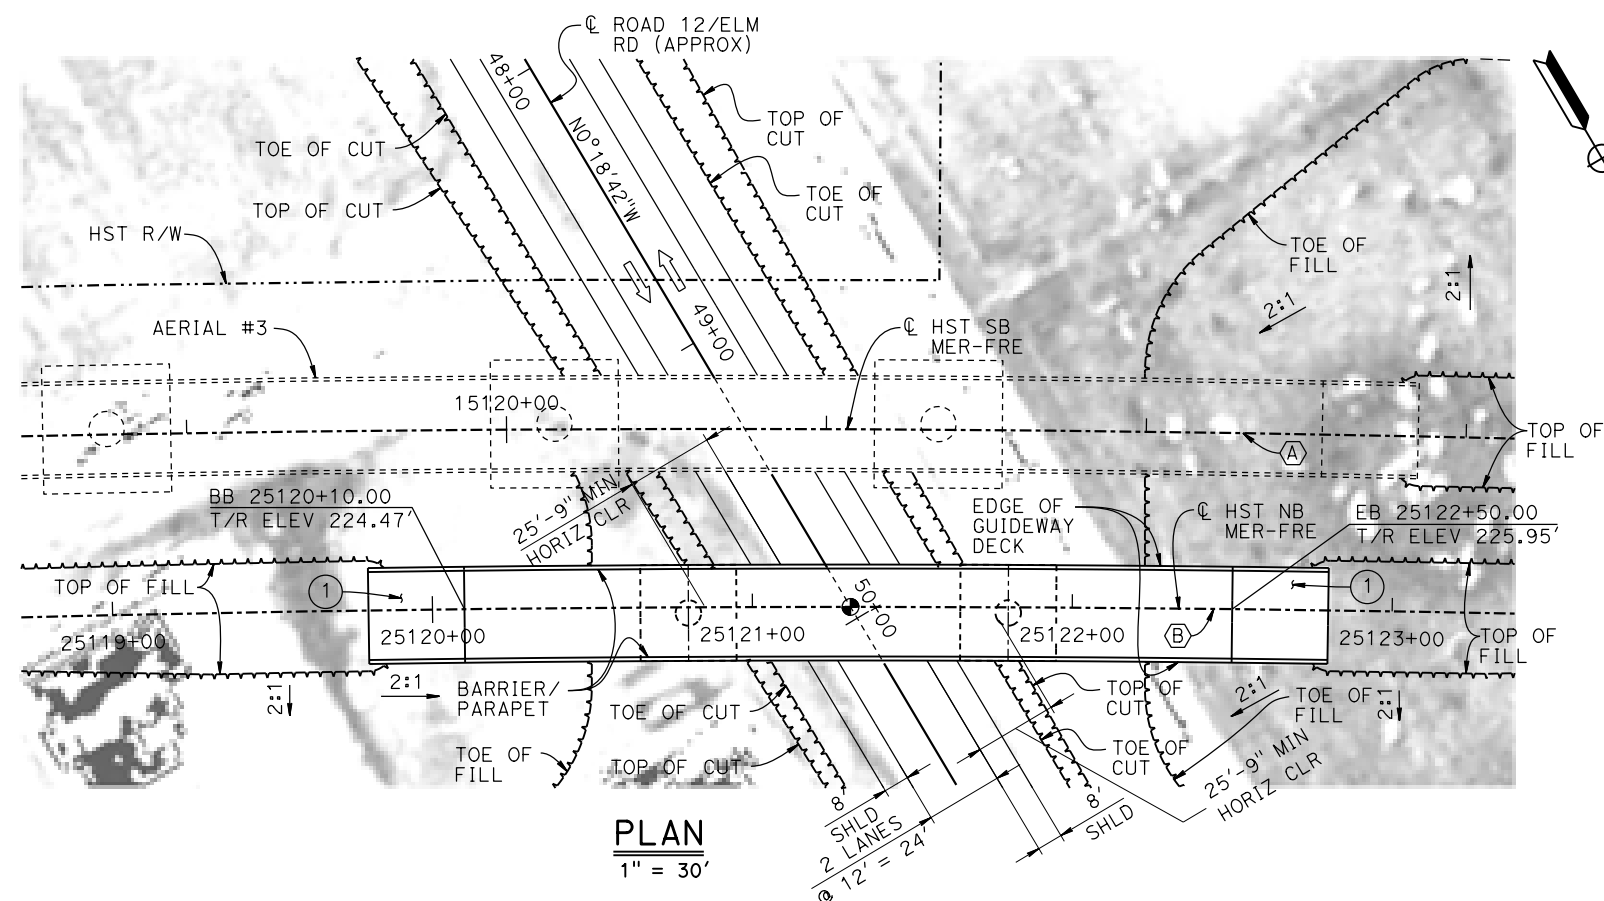 ℄ ROAD 12/ELM
RD (APPROX)
48+00
TOP OF
CUT
TOE OF CUT
N0°18'42"W
TOE OF
CUT
TOP OF CUT
HST R/W
TOE OF
FILL
2:1
2:1
AERIAL #3
49+00
℄ HST SB
MER-FRE
15120+00
TOP OF
FILL
A
BB 25120+10.00
T/R ELEV 224.47'
25'-9" MIN
HORIZ CLR
EDGE OF
GUIDEWAY
DECK
℄ HST NB
MER-FRE
EB 25122+50.00
T/R ELEV 225.95'
TOP OF FILL
1
1
50+00
25119+00
25120+00
25121+00
25122+00
B
25123+00
TOP OF
FILL
2:1
2:1
BARRIER/
PARAPET
TOE OF CUT
TOP OF
CUT
2:1
TOE OF
FILL
2:1
TOE OF
FILL
TOP OF CUT
TOE OF
CUT
25'-9" MIN
HORIZ CLR
8'
SHLD
2 LANES
@ 12' = 24'
8'
SHLD
PLAN
1" = 30'